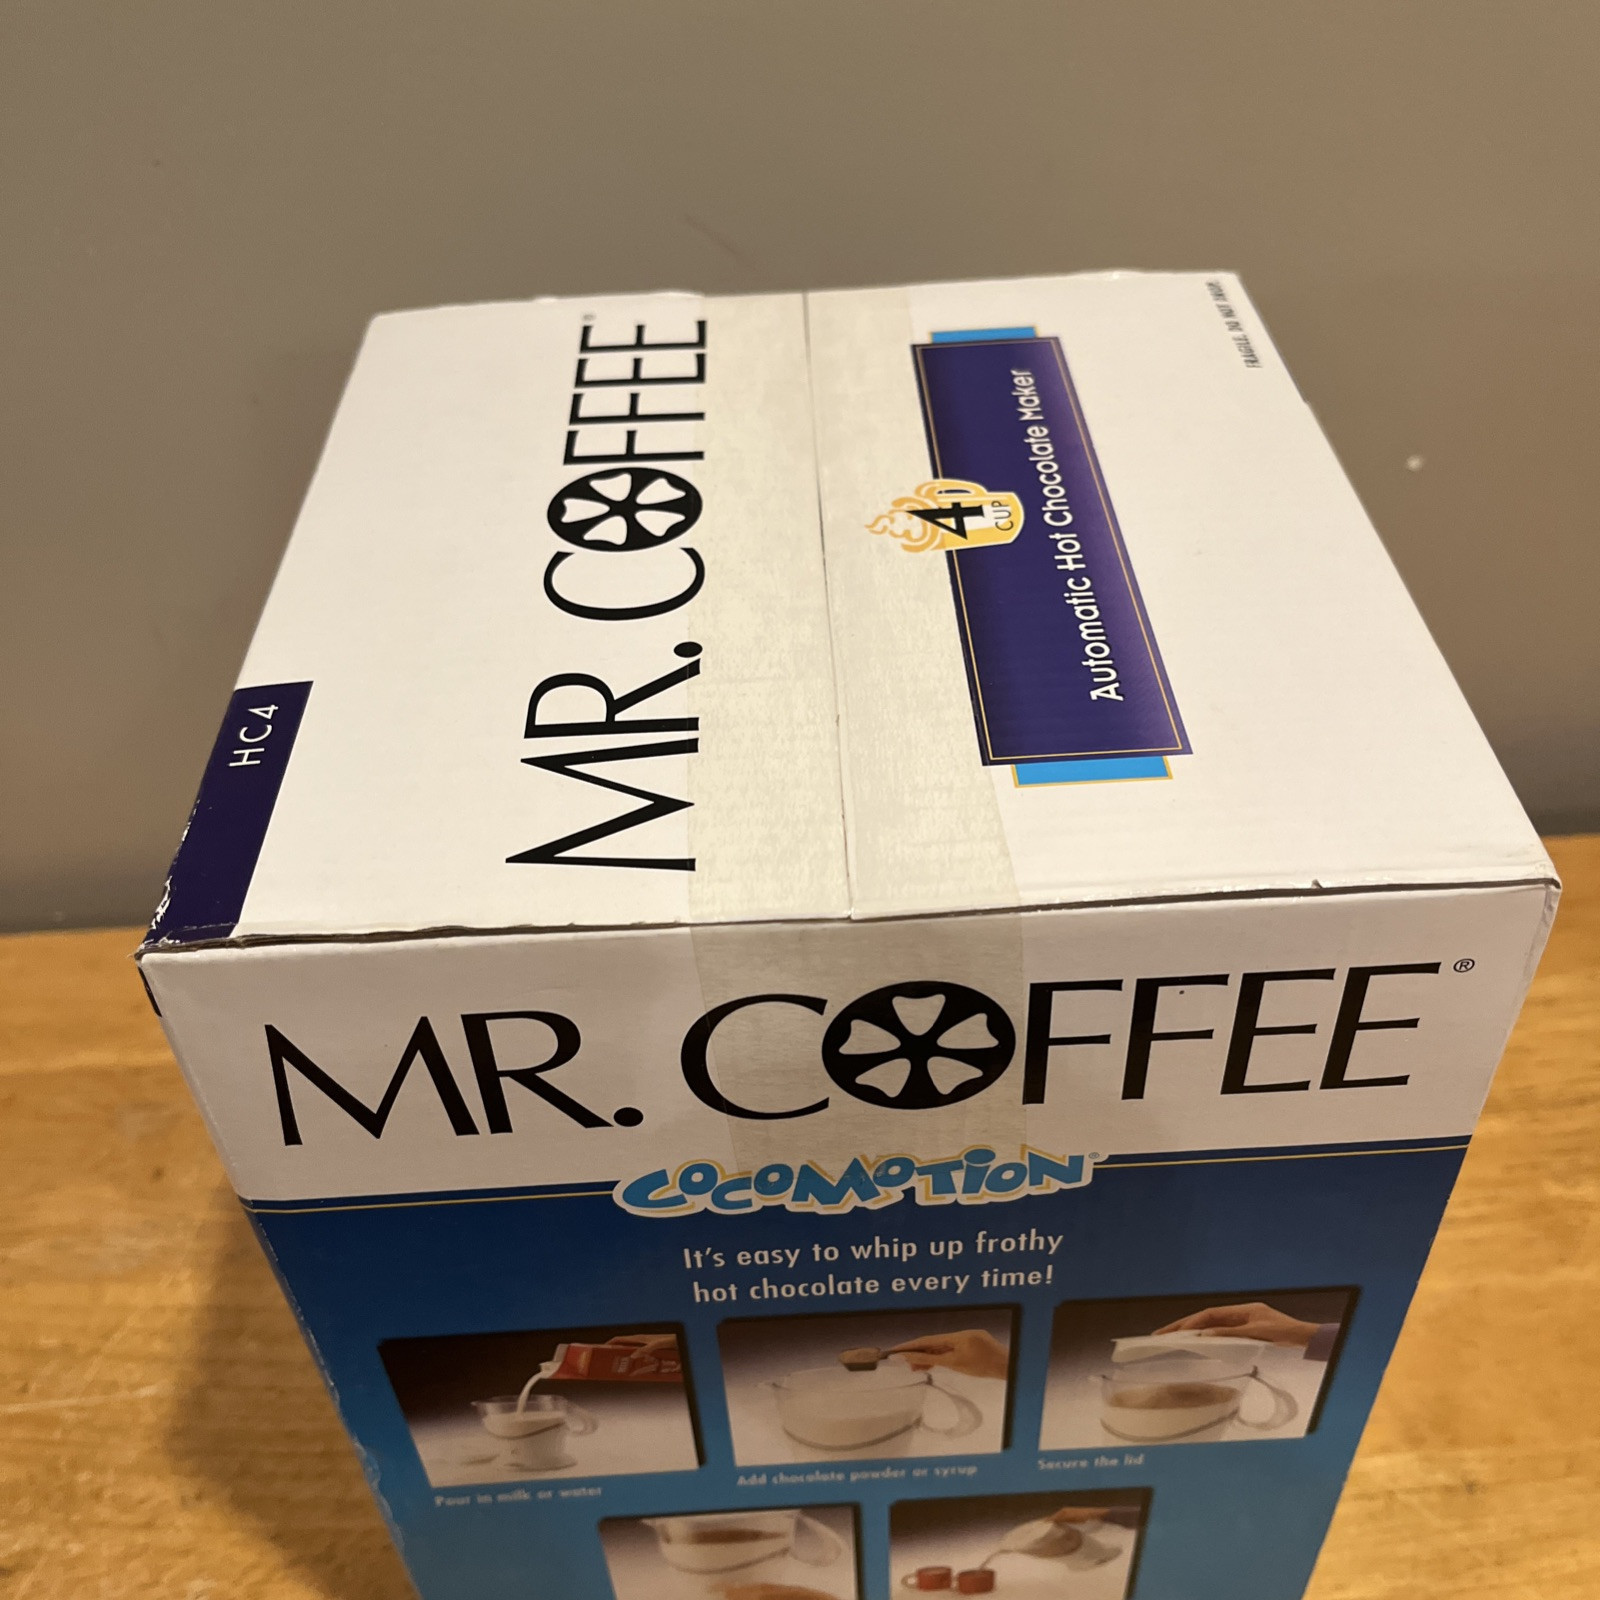 HC4
MR. COFFEE®
4
CUP
Automatic Hot Chocolate Maker
FRAGILE. DO NOT DROP.
MR. COFFEE®
COCOMOTION®
It's easy to whip up frothy
hot chocolate every time!
Pour in milk or water
Add chocolate powder or syrup
Secure the lid